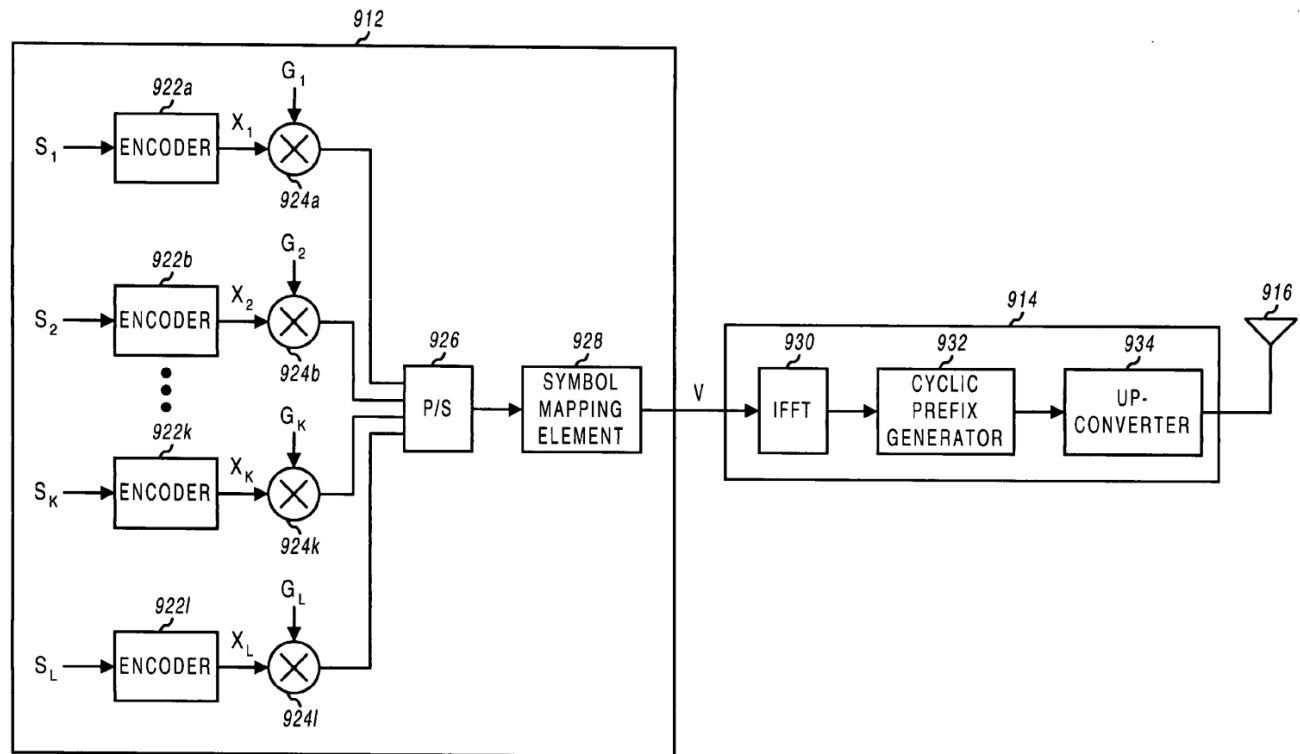 912
922a
G1
S1
ENCODER
X1
924a
922b
G2
S2
ENCODER
X2
924b
922k
GK
SK
ENCODER
XK
924k
922l
GL
SL
ENCODER
XL
924l
926
P/S
928
SYMBOL
MAPPING
ELEMENT
V
914
930
IFFT
932
CYCLIC
PREFIX
GENERATOR
934
UP-
CONVERTER
916